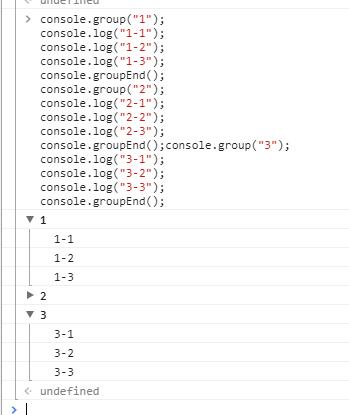 undefined
console.group("1");
console.log("1-1");
console.log("1-2");
console.log("1-3");
console.groupEnd();
console.group("2");
console.log("2-1");
console.log("2-2");
console.log("2-3");
console.groupEnd();console.group("3");
console.log("3-1");
console.log("3-2");
console.log("3-3");
console.groupEnd();
1
1-1
1-2
1-3
2
3
3-1
3-2
3-3
undefined